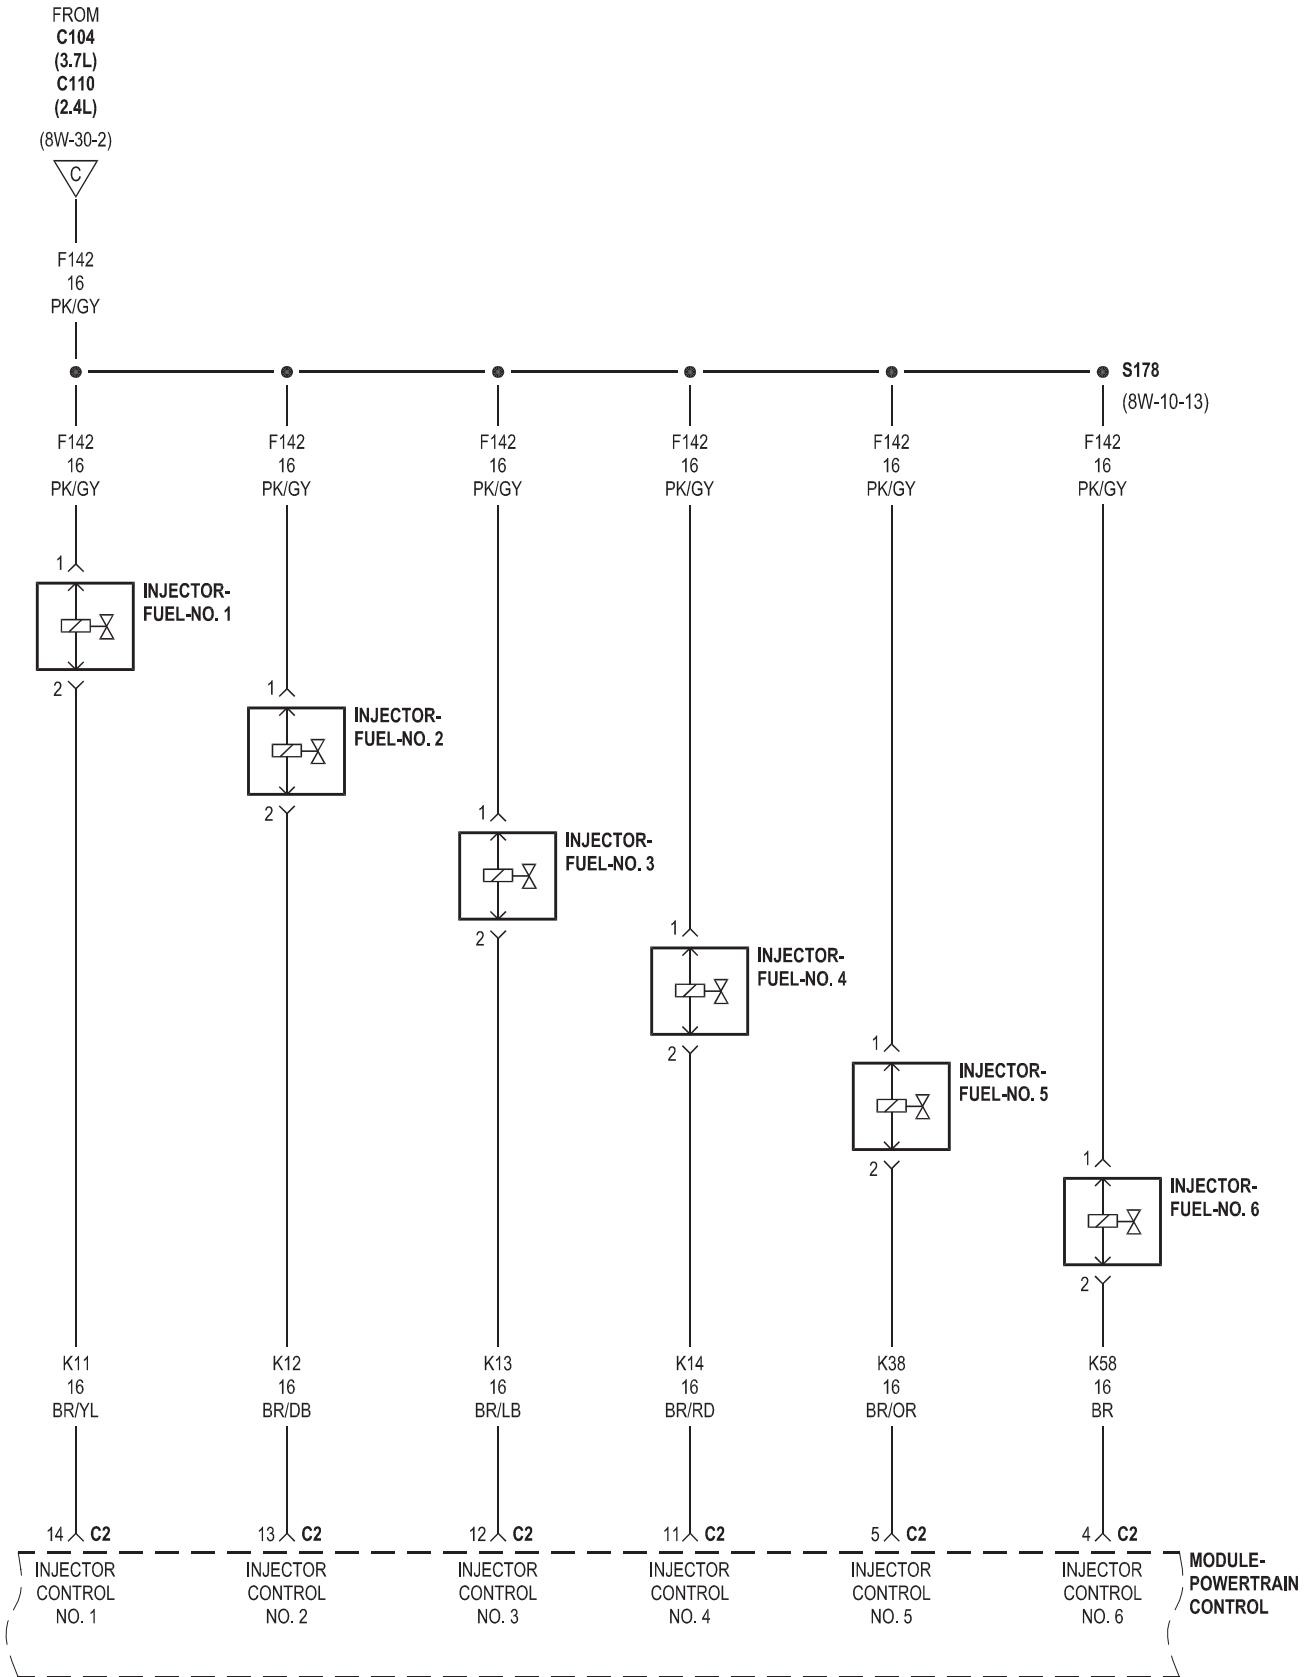 FROM
C104
(3.7L)
C110
(2.4L)
(8W-30-2)
C
F142
16
PK/GY
S178
(8W-10-13)
F142
16
PK/GY
F142
16
PK/GY
F142
16
PK/GY
F142
16
PK/GY
F142
16
PK/GY
F142
16
PK/GY
1
INJECTOR-
FUEL-NO. 1
2
1
INJECTOR-
FUEL-NO. 2
2
1
INJECTOR-
FUEL-NO. 3
2
1
INJECTOR-
FUEL-NO. 4
2
1
INJECTOR-
FUEL-NO. 5
2
1
INJECTOR-
FUEL-NO. 6
2
K11
16
BR/YL
K12
16
BR/DB
K13
16
BR/LB
K14
16
BR/RD
K38
16
BR/OR
K58
16
BR
14 C2
13 C2
12 C2
11 C2
5 C2
4 C2
INJECTOR
CONTROL
NO. 1
INJECTOR
CONTROL
NO. 2
INJECTOR
CONTROL
NO. 3
INJECTOR
CONTROL
NO. 4
INJECTOR
CONTROL
NO. 5
INJECTOR
CONTROL
NO. 6
MODULE-
POWERTRAIN
CONTROL